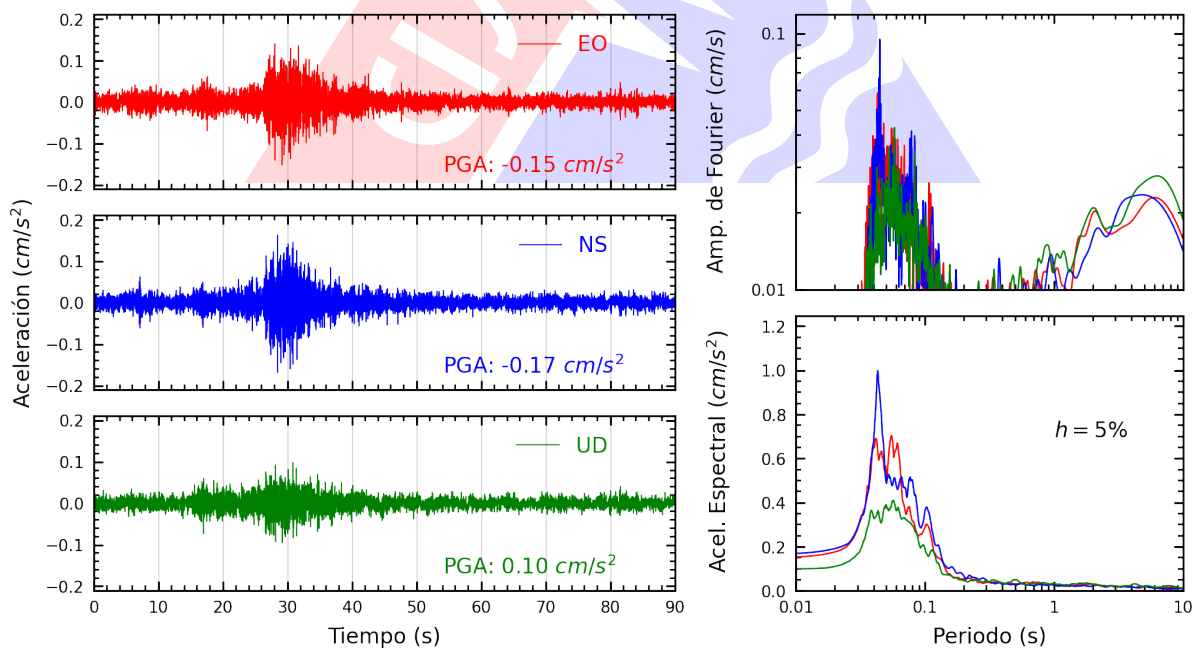 Aceleración (cm/s²)
0.2
0.1
0.0
−0.1
−0.2
EO
PGA: -0.15 cm/s²
0.2
0.1
0.0
−0.1
−0.2
NS
PGA: -0.17 cm/s²
0.2
0.1
0.0
−0.1
−0.2
UD
PGA: 0.10 cm/s²
0 10 20 30 40 50 60 70 80 90
Tiempo (s)
Amp. de Fourier (cm/s)
0.1
0.01
Acel. Espectral (cm/s²)
1.2
1.0
0.8
0.6
0.4
0.2
0.0
h = 5%
0.01 0.1 1 10
Periodo (s)